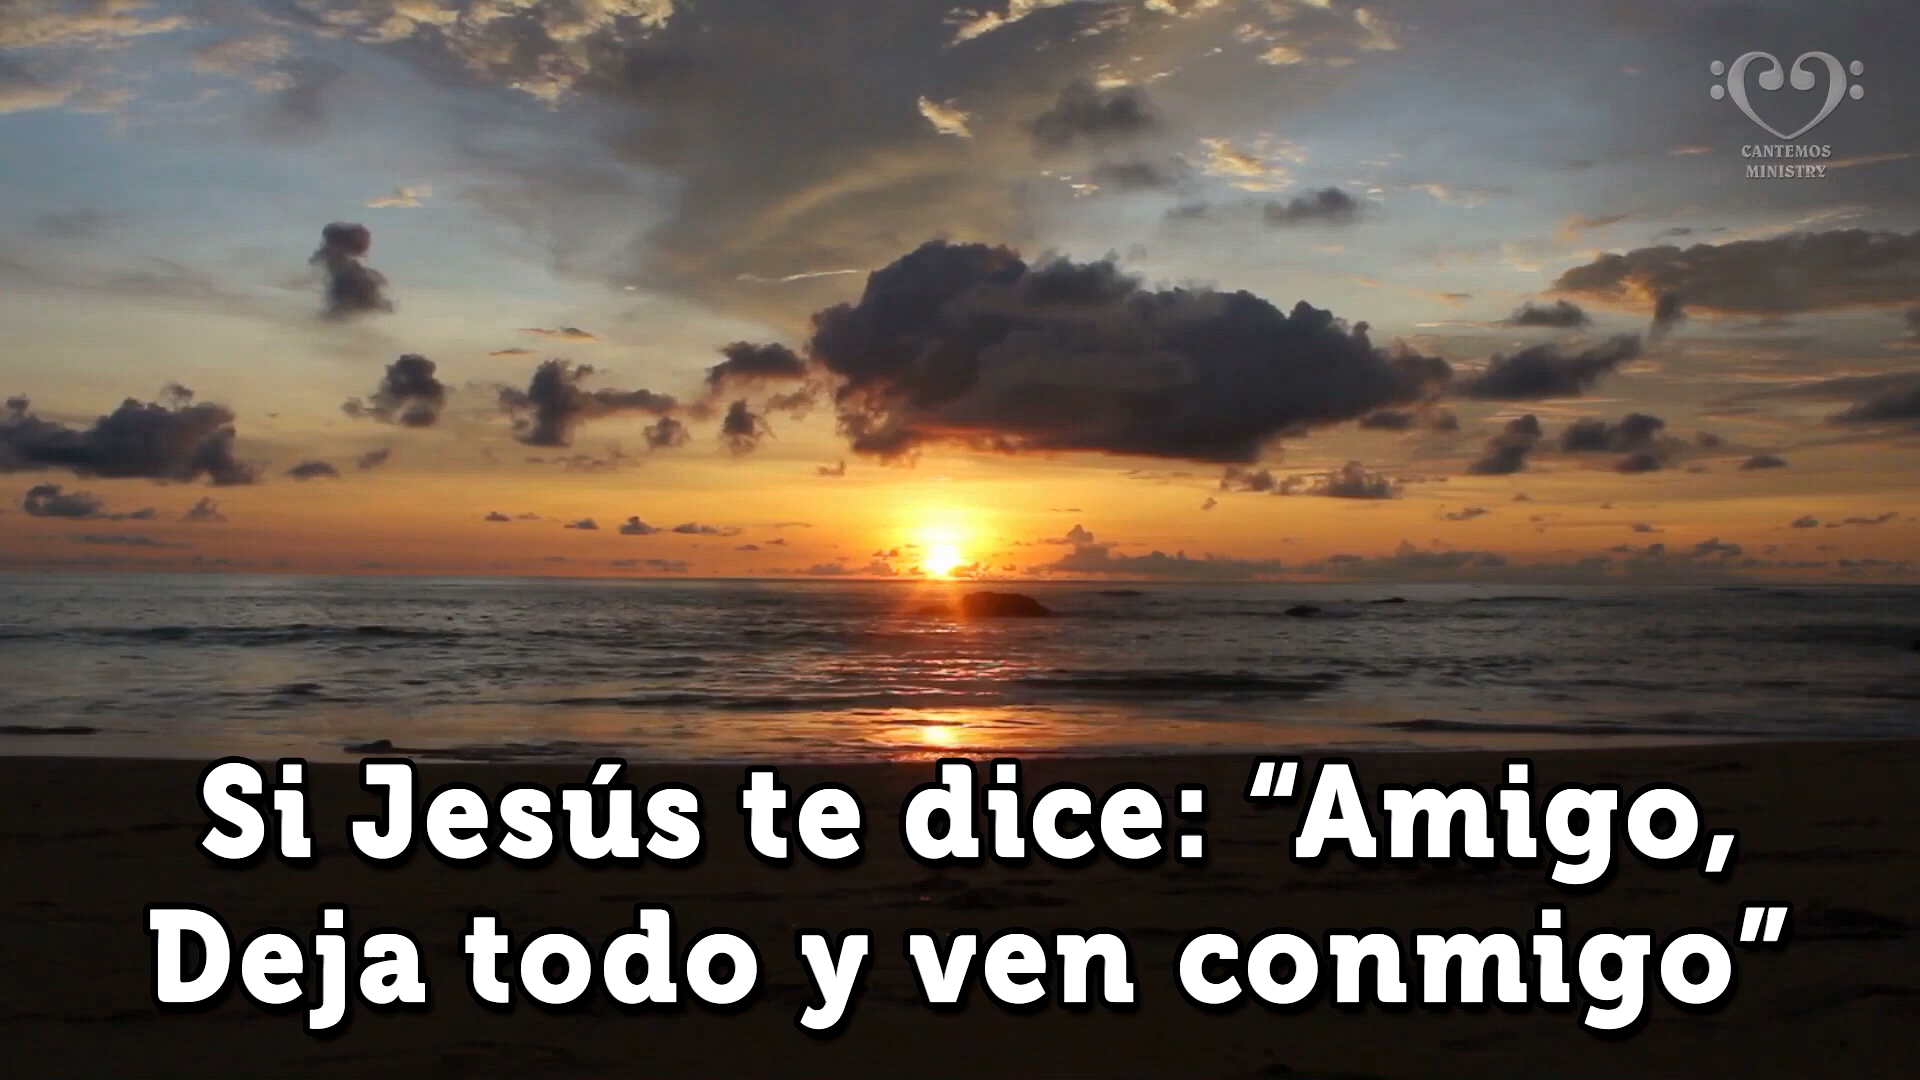 CANTEMOS
MINISTRY
Si Jesús te dice: “Amigo,
Deja todo y ven conmigo”